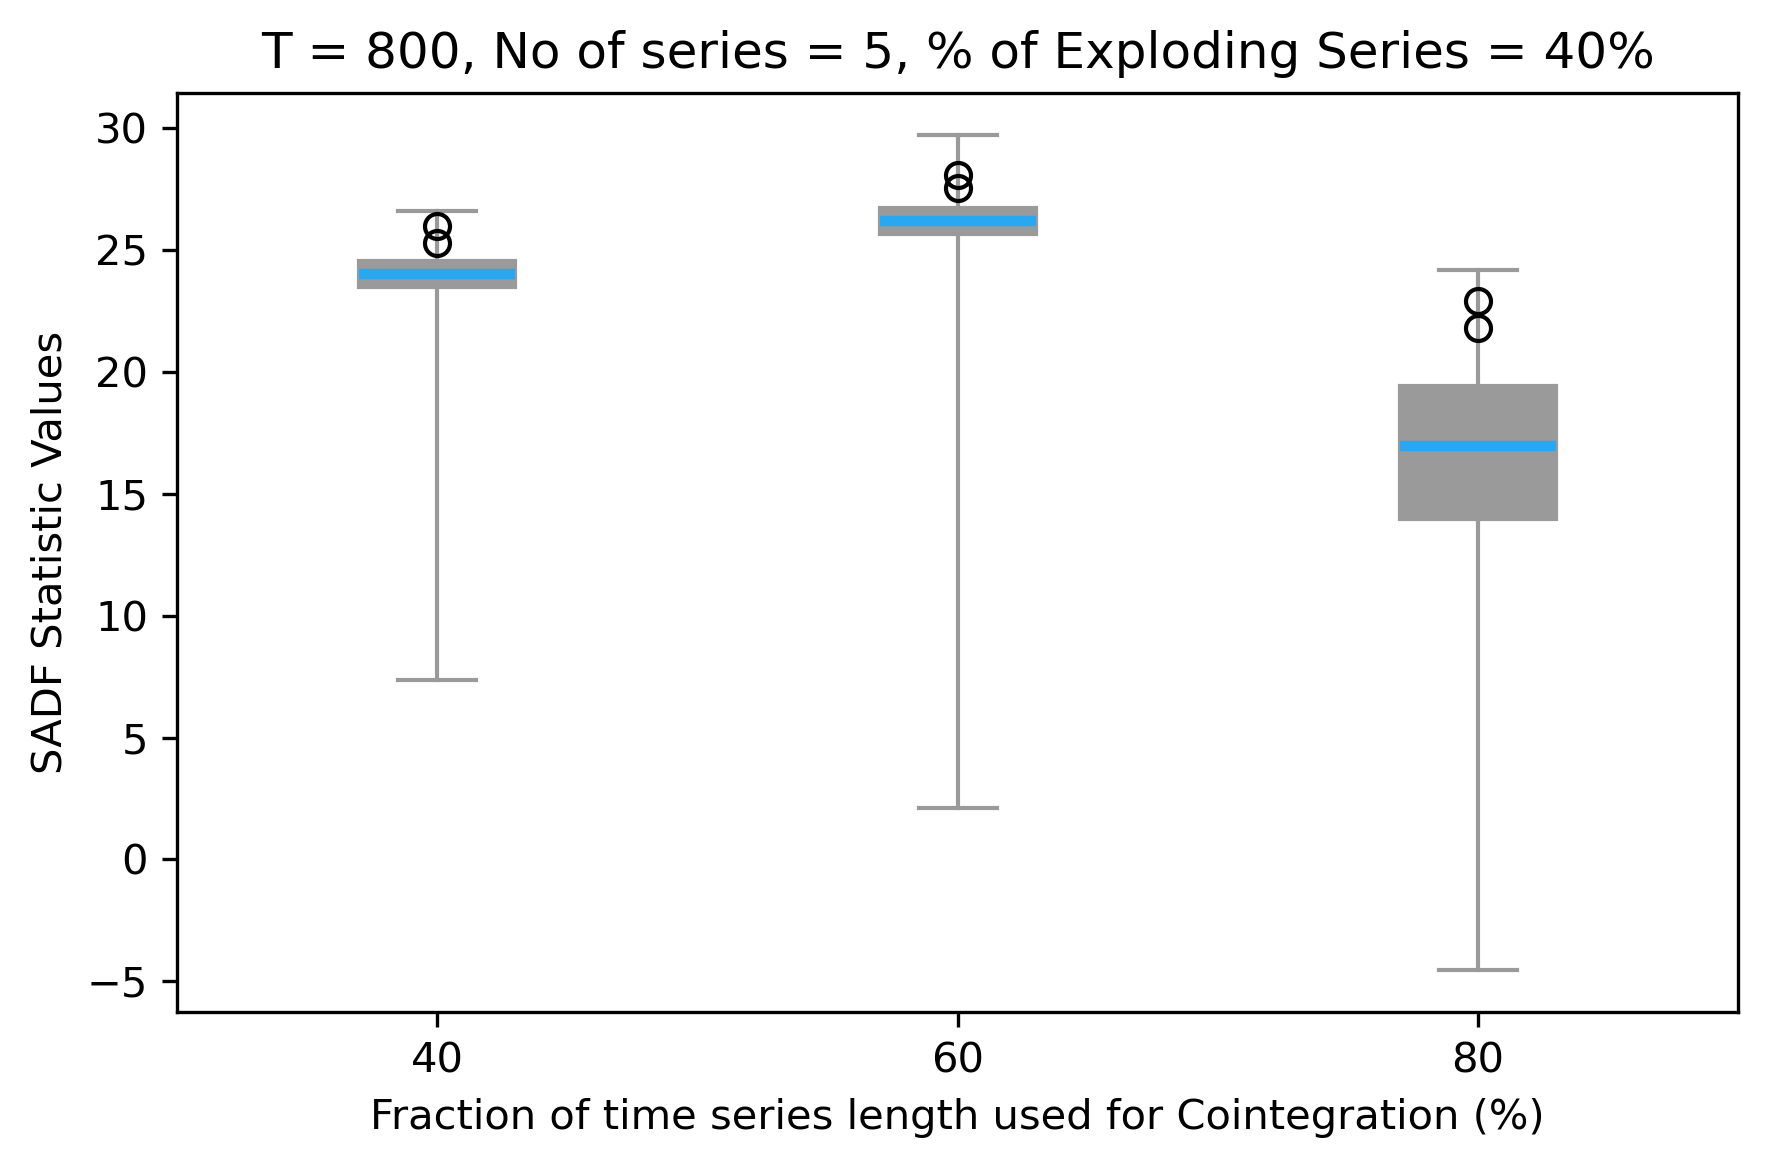 T = 800, No of series = 5, % of Exploding Series = 40%
30
25
20
15
10
5
0
−5
SADF Statistic Values
40 60 80
Fraction of time series length used for Cointegration (%)